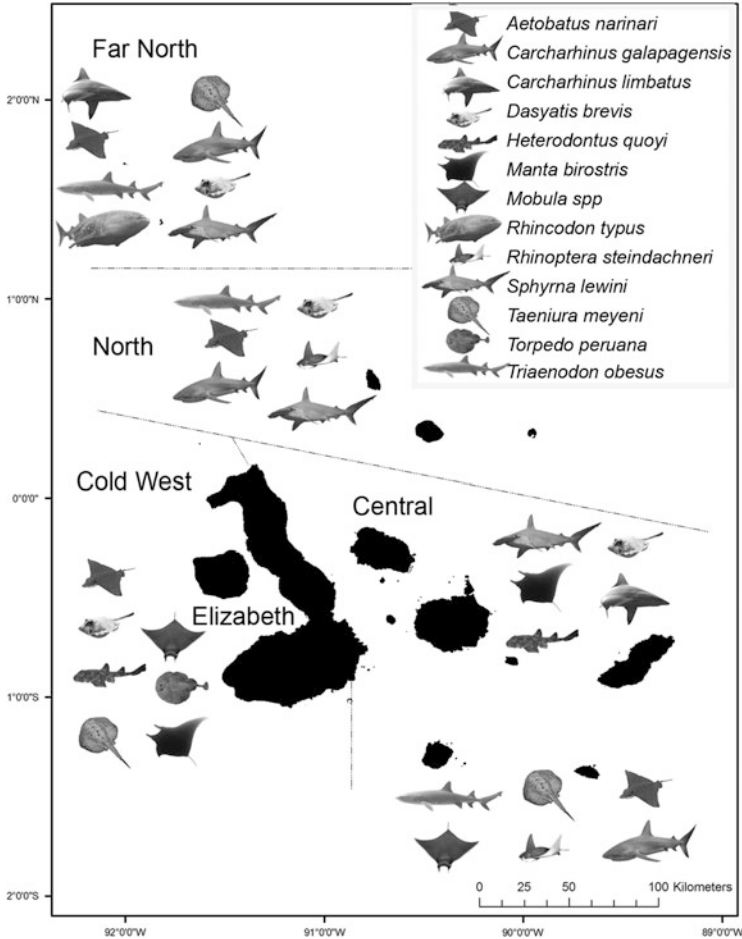 Far North
Aetobatus narinari
Carcharhinus galapagensis
Carcharhinus limbatus
Dasyatis brevis
Heterodontus quoyi
Manta birostris
Mobula spp
Rhincodon typus
Rhinoptera steindachneri
Sphyrna lewini
Taeniura meyeni
Torpedo peruana
Triaenodon obesus
2°0'0"N
1°0'0"N
North
Cold West
0°0'0"
Central
Elizabeth
1°0'0"S
2°0'0"S
0 25 50 100 Kilometers
92°0'0"W 91°0'0"W 90°0'0"W 89°0'0"W